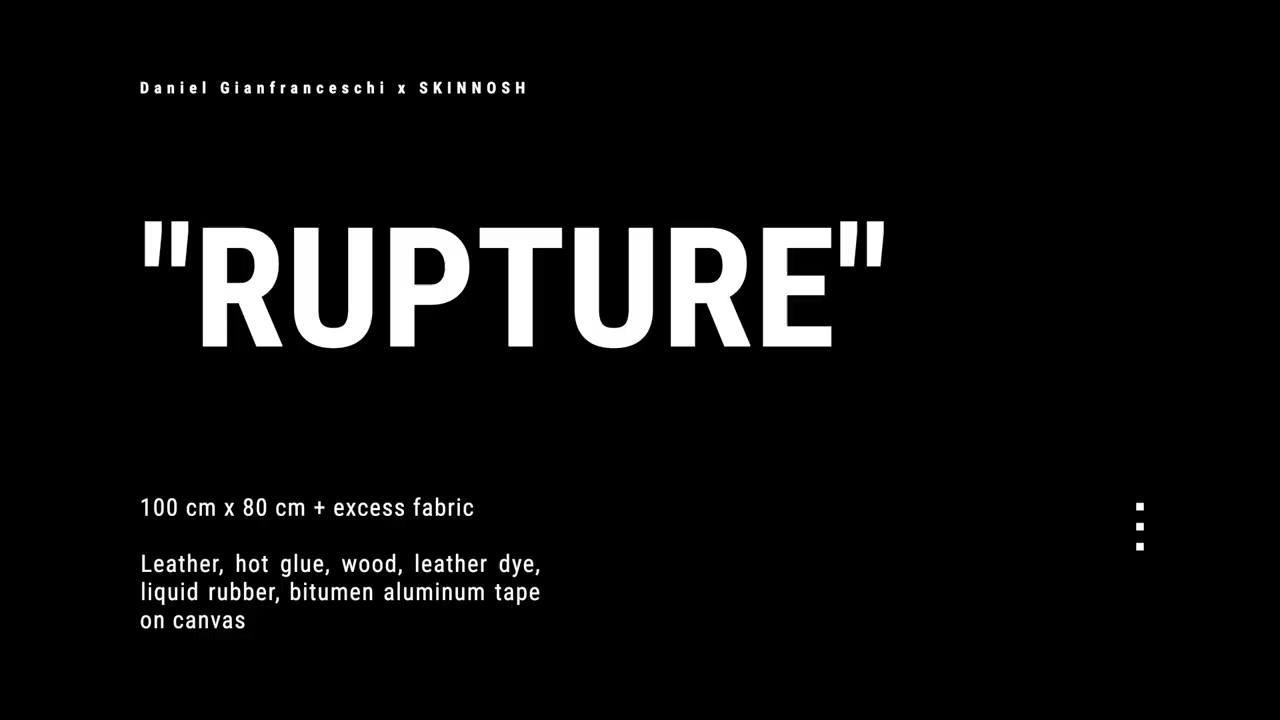 Daniel Gianfranceschi x SKINNOSH
"RUPTURE"
100 cm x 80 cm + excess fabric
Leather, hot glue, wood, leather dye,
liquid rubber, bitumen aluminum tape
on canvas